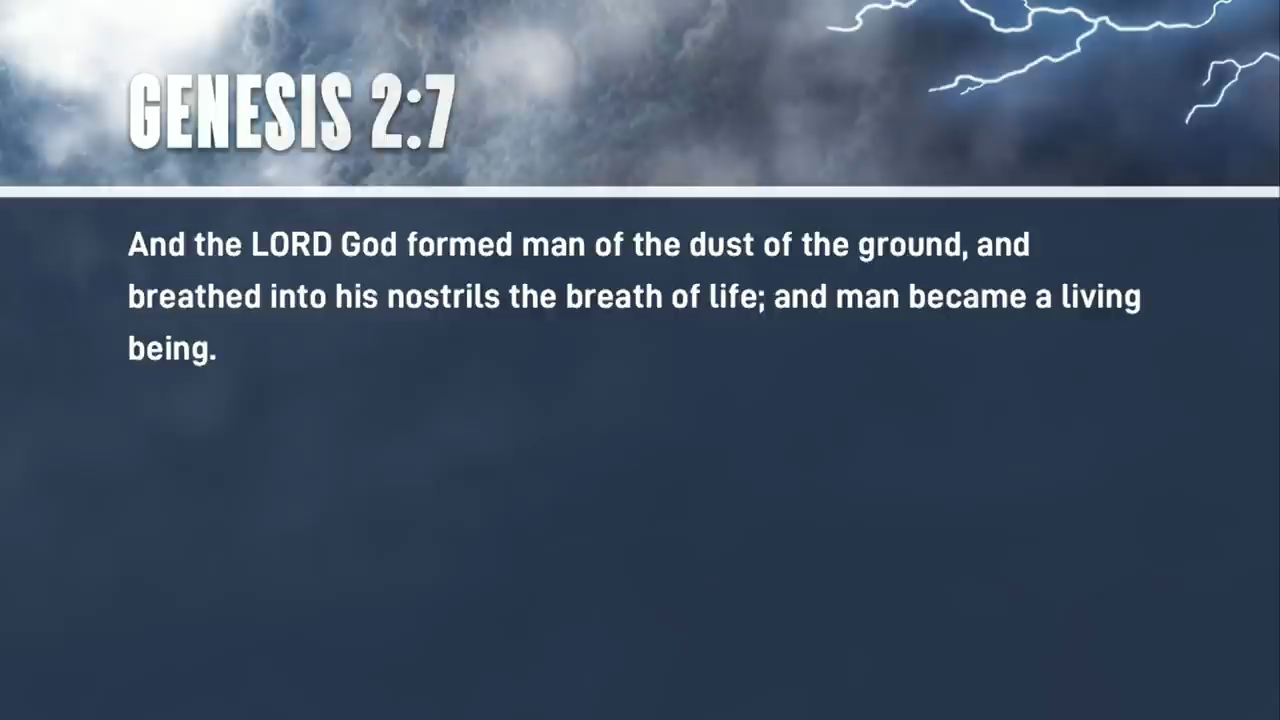 GENESIS 2:7
And the LORD God formed man of the dust of the ground, and
breathed into his nostrils the breath of life; and man became a living
being.